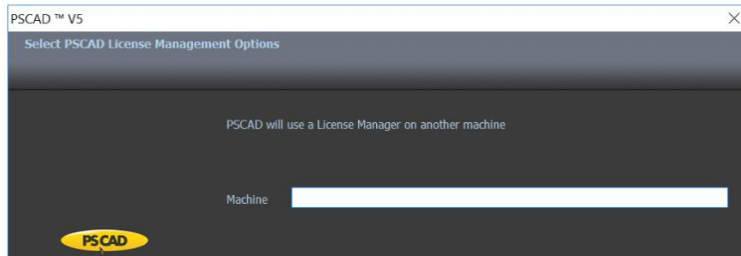 PSCAD ™ V5
Select PSCAD License Management Options
PSCAD will use a License Manager on another machine
Machine
PSCAD